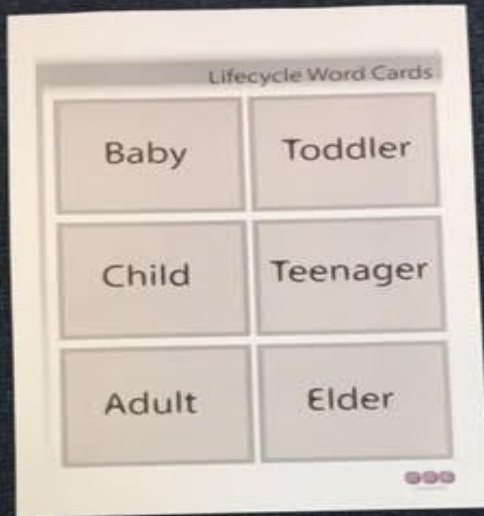 Lifecycle Word Cards
Baby
Toddler
Child
Teenager
Adult
Elder